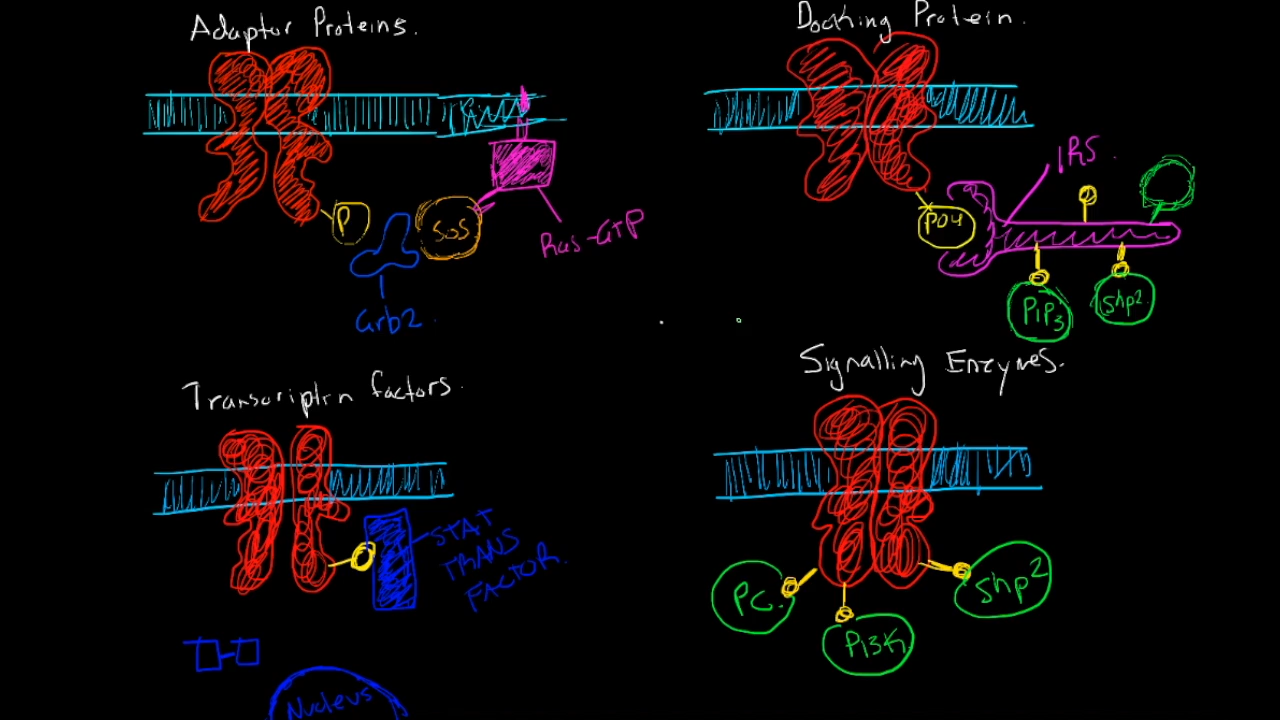 Adaptor Proteins.
P
SOS
Ras-GTP
Grb2
Docking Protein.
IRS
PO4
PIP3
Shp2
Transcriptn factors.
STAT
TRANS
FACTOR.
Nucleus
Signalling Enzymes.
PC.
PI3K
Shp2